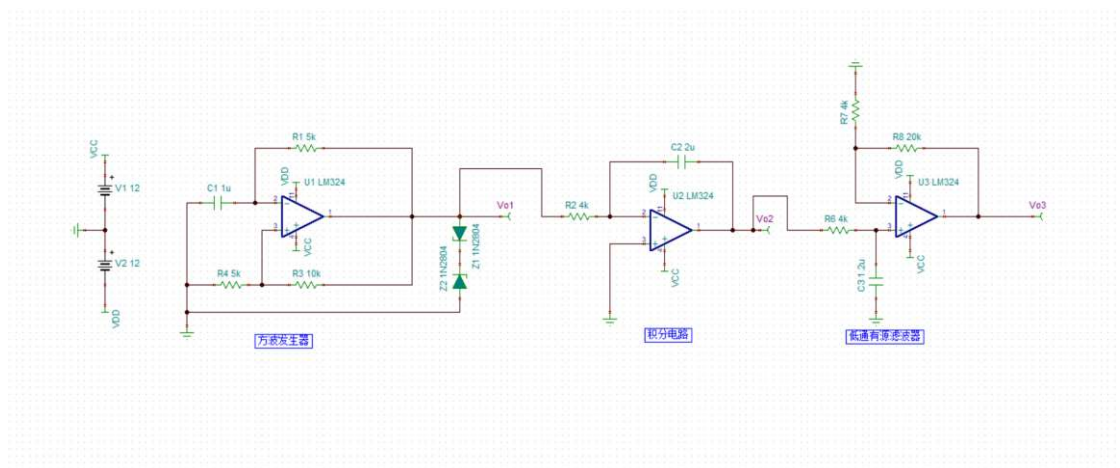 VCC
V1 12
V2 12
VDD
R1 5k
C1 1u
VDD
U1 LM324
VCC
R4 5k
R3 10k
Z1 1N2804
Z2 1N2804
Vo1
方波发生器
R2 4k
C2 2u
VDD
U2 LM324
VCC
Vo2
积分电路
R7 4k
R8 20k
VDD
U3 LM324
R6 4k
VCC
C3 1.2u
Vo3
低通有源滤波器